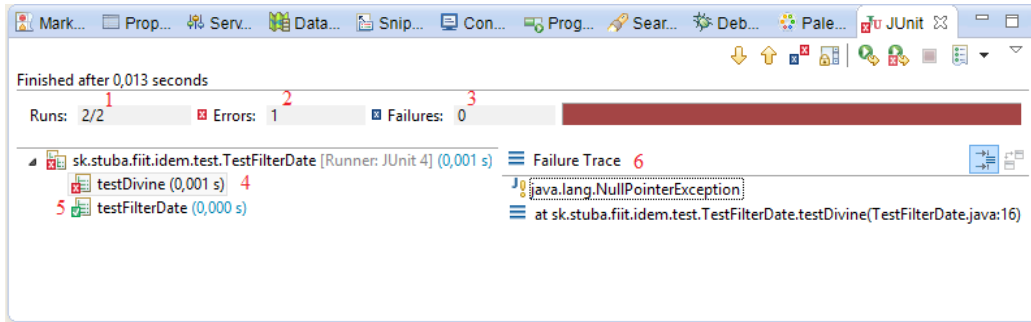 Mark... Prop... Serv... Data... Snip... Con... Prog... Sear... Deb... Pale... Ju JUnit
Finished after 0,013 seconds
1 2 3
Runs: 2/2 Errors: 1 Failures: 0
sk.stuba.fiit.idem.test.TestFilterDate [Runner: JUnit 4] (0,001 s)
testDivine (0,001 s) 4
5 testFilterDate (0,000 s)
Failure Trace 6
java.lang.NullPointerException
at sk.stuba.fiit.idem.test.TestFilterDate.testDivine(TestFilterDate.java:16)